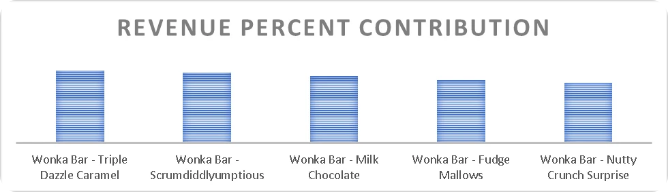 REVENUE PERCENT CONTRIBUTION
Wonka Bar - Triple
Dazzle Caramel
Wonka Bar -
Scrumdiddlyumptious
Wonka Bar - Milk
Chocolate
Wonka Bar - Fudge
Mallows
Wonka Bar - Nutty
Crunch Surprise